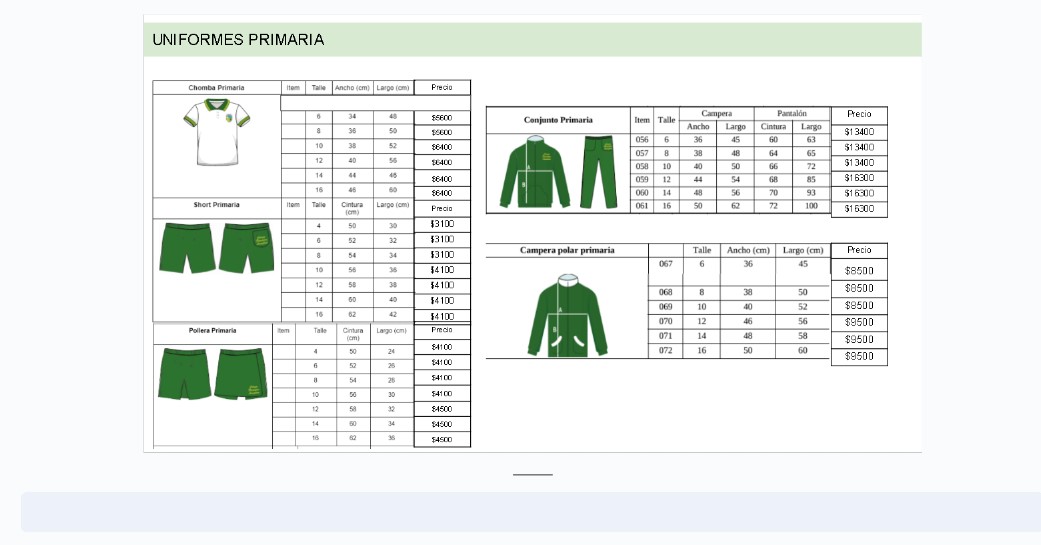 UNIFORMES PRIMARIA
Chomba Primaria Item Talle Ancho (cm) Largo (cm) Precio
6 34 48 $5600
8 36 50 $5600
10 38 52 $6400
12 40 56 $6400
14 44 46 $6400
16 46 60 $6400
Short Primaria Item Talle Cintura (cm) Largo (cm) Precio
4 50 30 $3100
6 52 32 $3100
8 54 34 $3100
10 56 36 $4100
12 58 38 $4100
14 60 40 $4100
16 62 42 $4100
Pollera Primaria Item Talle Cintura (cm) Largo (cm) Precio
4 50 24 $4100
6 52 26 $4100
8 54 28 $4100
10 56 30 $4100
12 58 32 $4500
14 60 34 $4500
16 62 36 $4500
Conjunto Primaria Item Talle Campera Pantalón Precio
Ancho Largo Cintura Largo
056 6 36 45 60 63 $13400
057 8 38 48 64 65 $13400
058 10 40 50 66 72 $13400
059 12 44 54 68 85 $16300
060 14 48 56 70 93 $16300
061 16 50 62 72 100 $16300
A
B
Campera polar primaria Talle Ancho (cm) Largo (cm) Precio
067 6 36 45 $8500
068 8 38 50 $8500
069 10 40 52 $8500
070 12 46 56 $9500
071 14 48 58 $9500
072 16 50 60 $9500
A
B